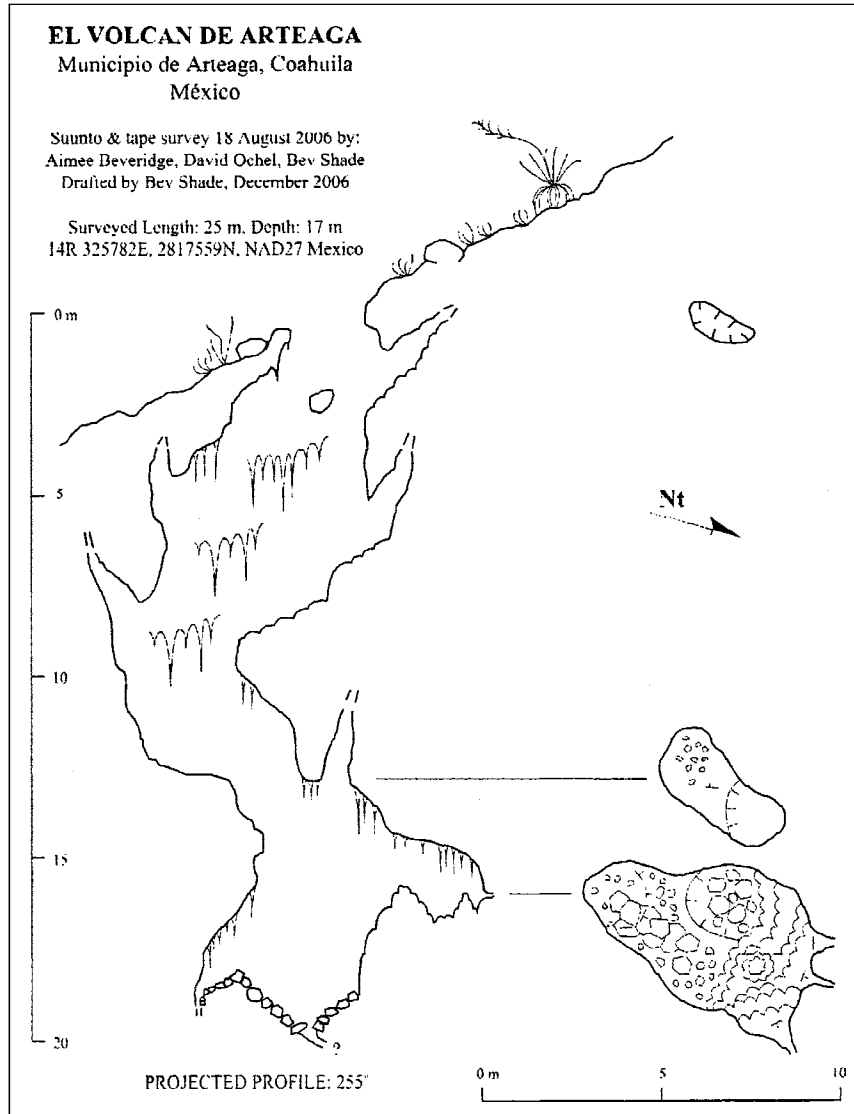 EL VOLCAN DE ARTEAGA
Municipio de Arteaga, Coahuila
México
Suunto & tape survey 18 August 2006 by:
Aimee Beveridge, David Ochel, Bev Shade
Drafted by Bev Shade, December 2006
Surveyed Length: 25 m, Depth: 17 m
14R 325782E, 2817559N, NAD27 Mexico
0 m
5
Nt
10
15
20
?
PROJECTED PROFILE: 255°
0 m 5 10